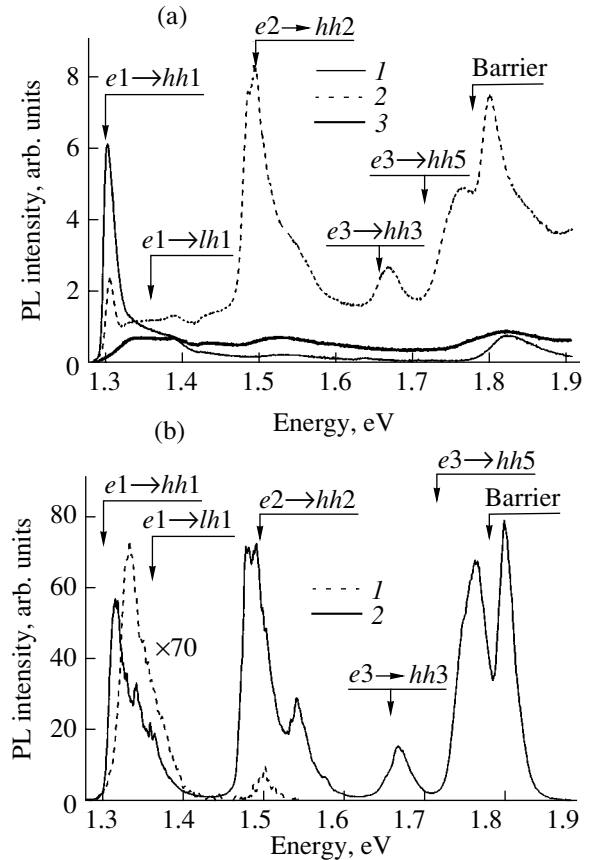 (a)
e2→hh2
e1→hh1
1
2
3
Barrier
e3→hh5
e1→lh1
e3→hh3
PL intensity, arb. units
8
6
4
2
0
1.3 1.4 1.5 1.6 1.7 1.8 1.9
Energy, eV
(b)
e3→hh5
e1→hh1
e2→hh2
Barrier
e1→lh1
1
2
×70
e3→hh3
PL intensity, arb. units
80
60
40
20
0
1.3 1.4 1.5 1.6 1.7 1.8 1.9
Energy, eV